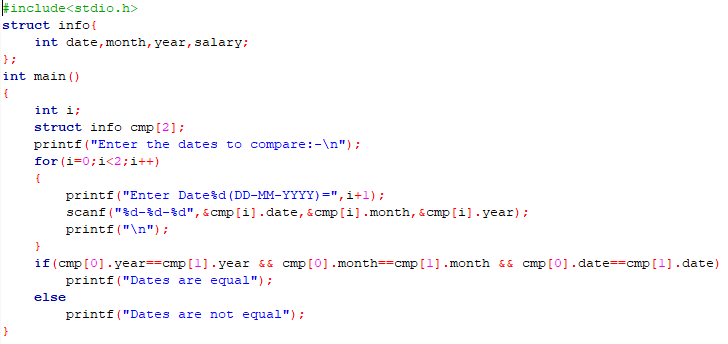 #include<stdio.h>
struct info{
    int date,month,year,salary;
};
int main()
{
    int i;
    struct info cmp[2];
    printf("Enter the dates to compare:-\n");
    for(i=0;i<2;i++)
    {
        printf("Enter Date%d(DD-MM-YYYY)=",i+1);
        scanf("%d-%d-%d",&cmp[i].date,&cmp[i].month,&cmp[i].year);
        printf("\n");
    }
    if(cmp[0].year==cmp[1].year && cmp[0].month==cmp[1].month && cmp[0].date==cmp[1].date)
        printf("Dates are equal");
    else
        printf("Dates are not equal");
}